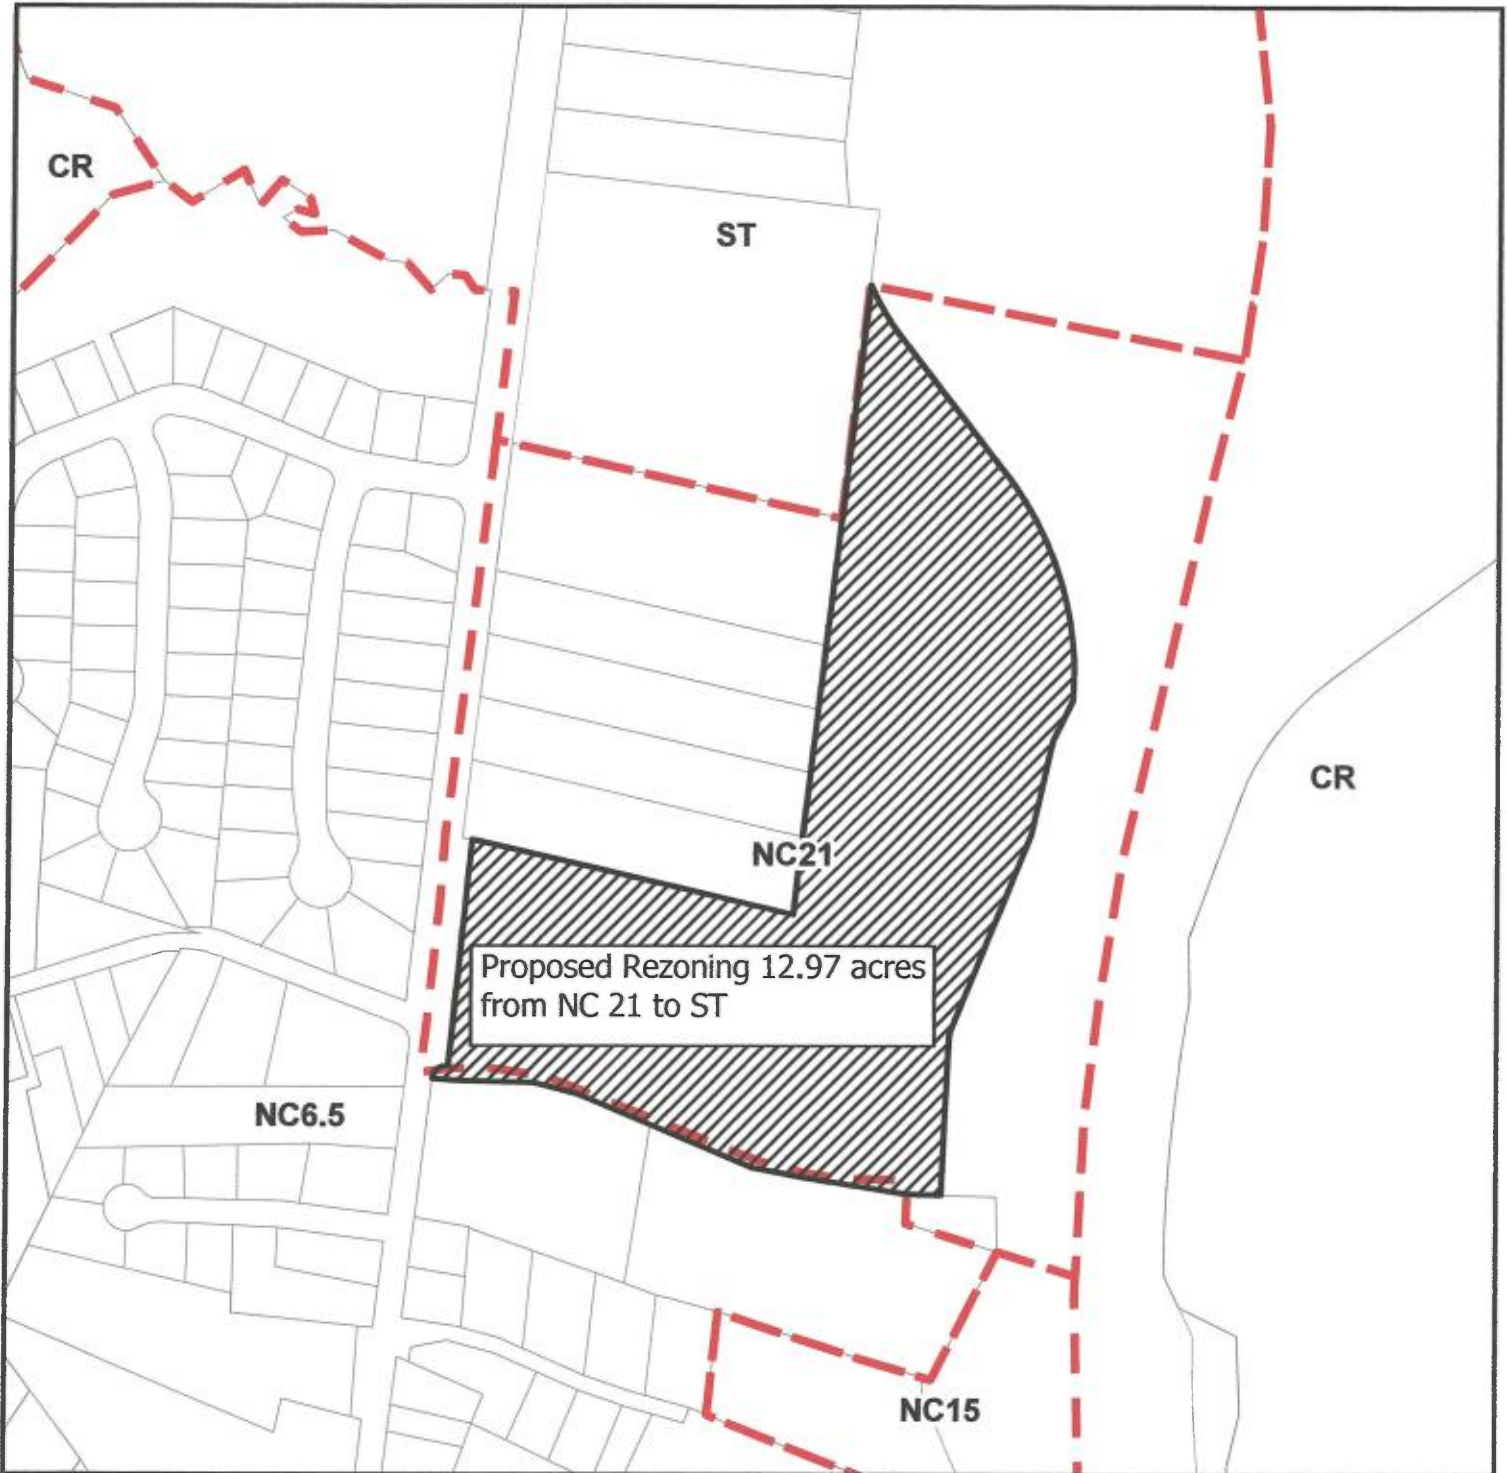 CR
ST
CR
NC21
Proposed Rezoning 12.97 acres
from NC 21 to ST
NC6.5
NC15